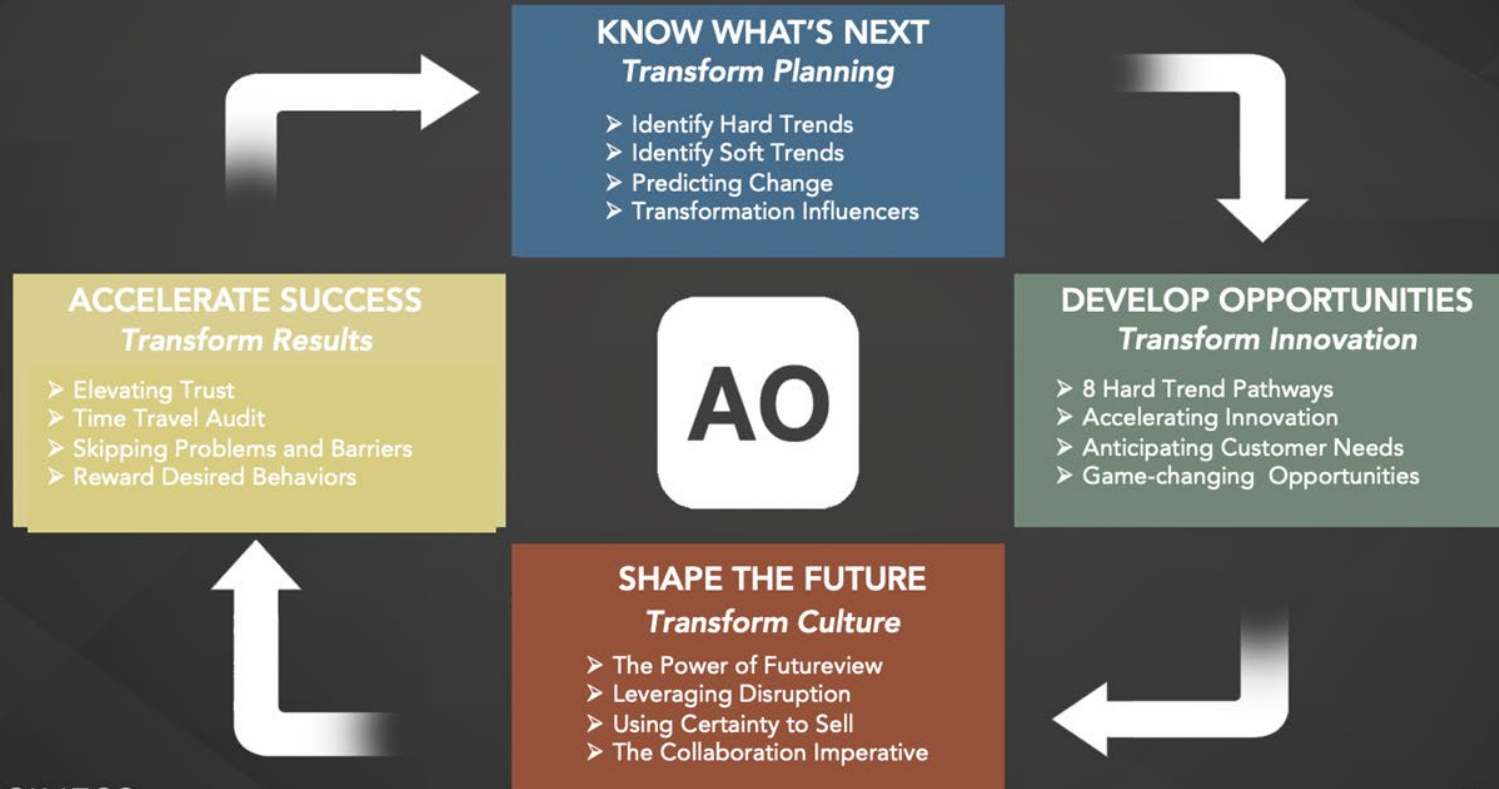 KNOW WHAT'S NEXT
Transform Planning
➢ Identify Hard Trends
➢ Identify Soft Trends
➢ Predicting Change
➢ Transformation Influencers
DEVELOP OPPORTUNITIES
Transform Innovation
➢ 8 Hard Trend Pathways
➢ Accelerating Innovation
➢ Anticipating Customer Needs
➢ Game-changing Opportunities
SHAPE THE FUTURE
Transform Culture
➢ The Power of Futureview
➢ Leveraging Disruption
➢ Using Certainty to Sell
➢ The Collaboration Imperative
ACCELERATE SUCCESS
Transform Results
➢ Elevating Trust
➢ Time Travel Audit
➢ Skipping Problems and Barriers
➢ Reward Desired Behaviors
AO